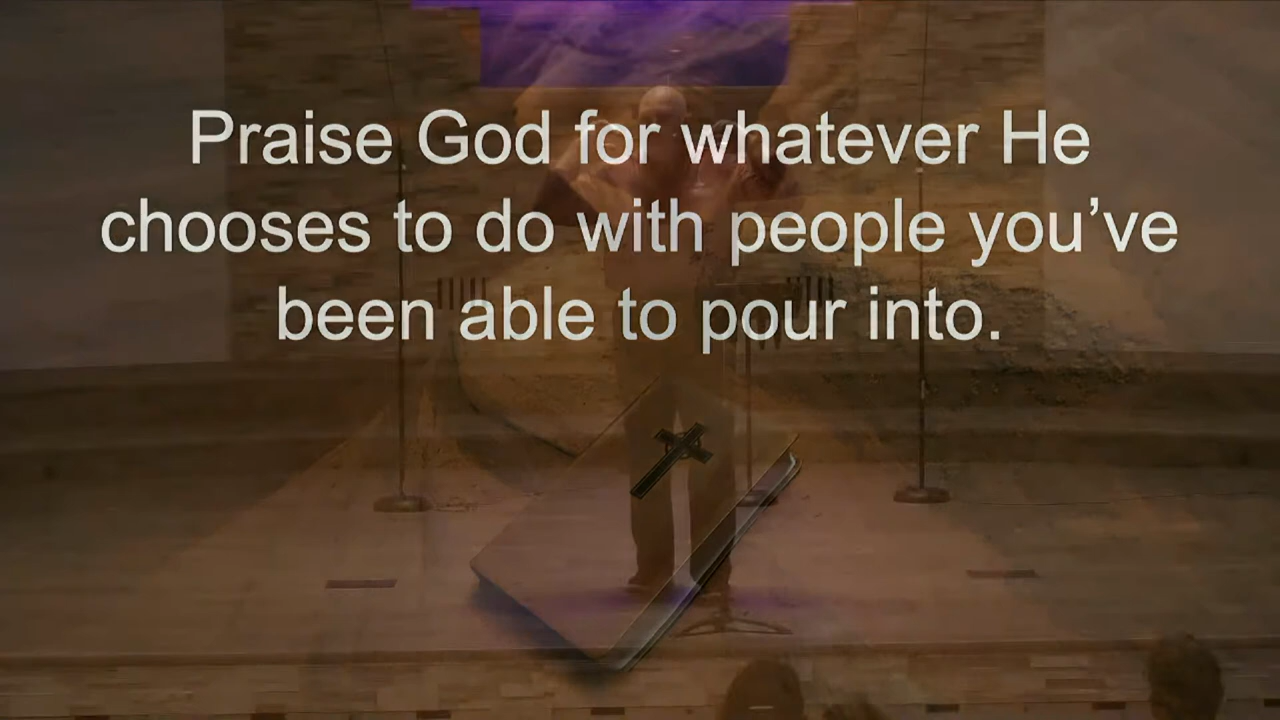 Praise God for whatever He
chooses to do with people you’ve
been able to pour into.